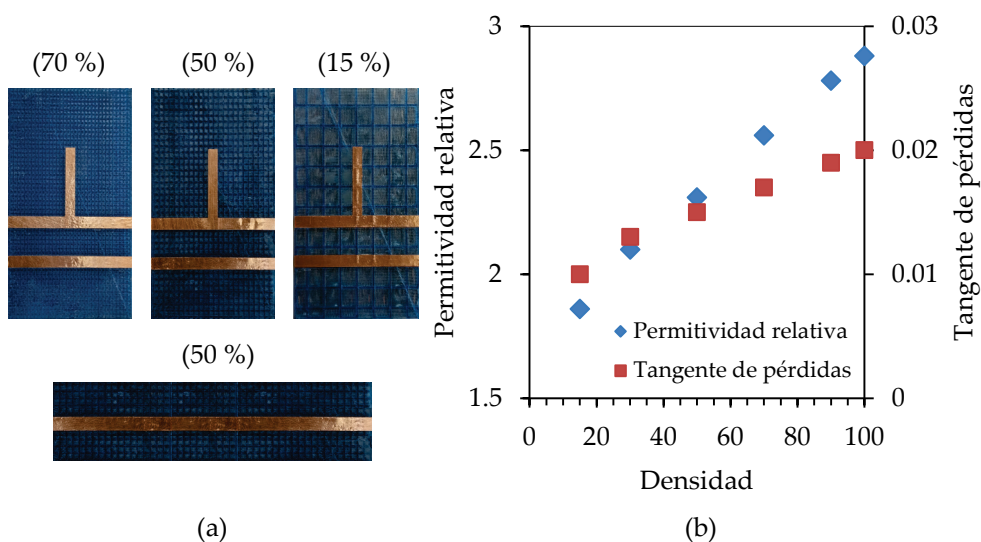 (70 %)
(50 %)
(15 %)
(50 %)
(a)
Permitividad relativa
3
2.5
2
1.5
0.03
0.02
0.01
0
Tangente de pérdidas
Permitividad relativa
Tangente de pérdidas
0 20 40 60 80 100
Densidad
(b)